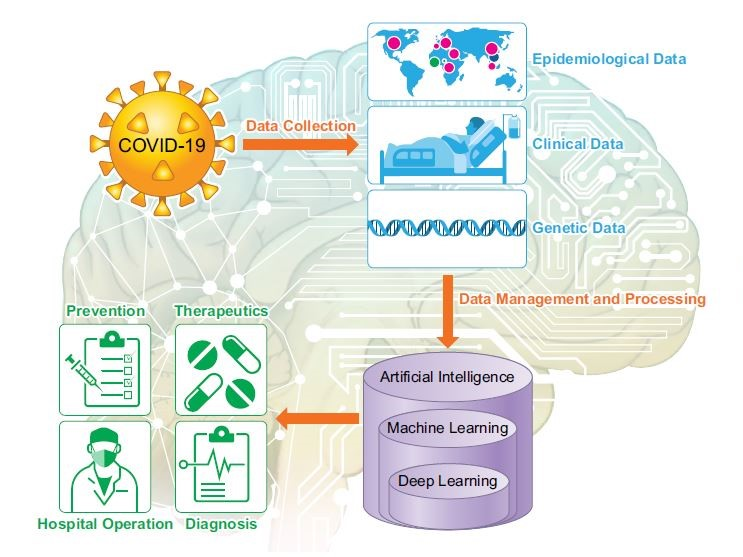 COVID-19
Data Collection
Epidemiological Data
Clinical Data
Genetic Data
Data Management and Processing
Artificial Intelligence
Machine Learning
Deep Learning
Prevention
Therapeutics
Hospital Operation
Diagnosis